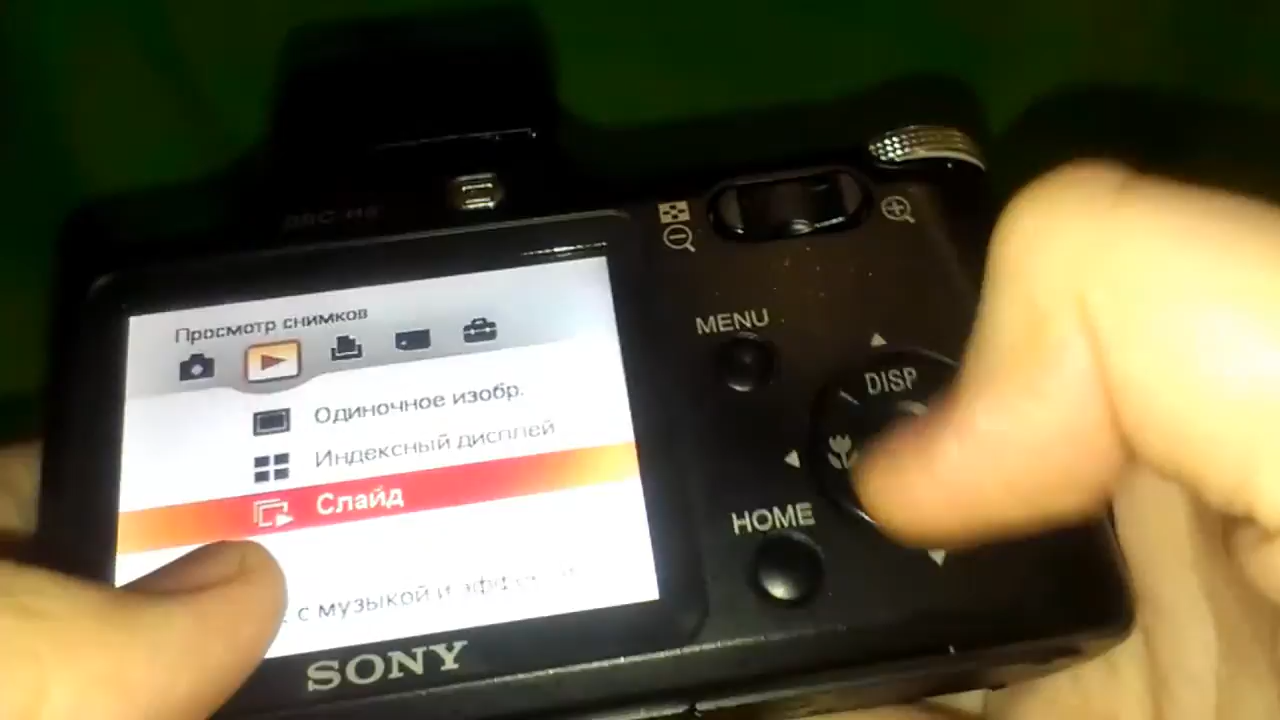 Просмотр снимков
Одиночное изобр.
Индексный дисплей
Слайд
с музыкой и
SONY
MENU
DISP
HOME